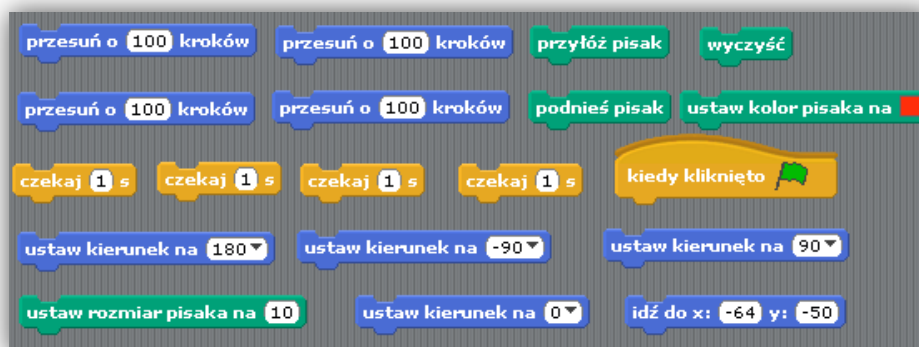 przesuń o 100 kroków przesuń o 100 kroków przyłóż pisak wyczyść
przesuń o 100 kroków przesuń o 100 kroków podnieś pisak ustaw kolor pisaka na
czekaj 1 s czekaj 1 s czekaj 1 s czekaj 1 s kiedy kliknięto
ustaw kierunek na 180 ustaw kierunek na -90 ustaw kierunek na 90
ustaw rozmiar pisaka na 10 ustaw kierunek na 0 idź do x: -64 y: -50